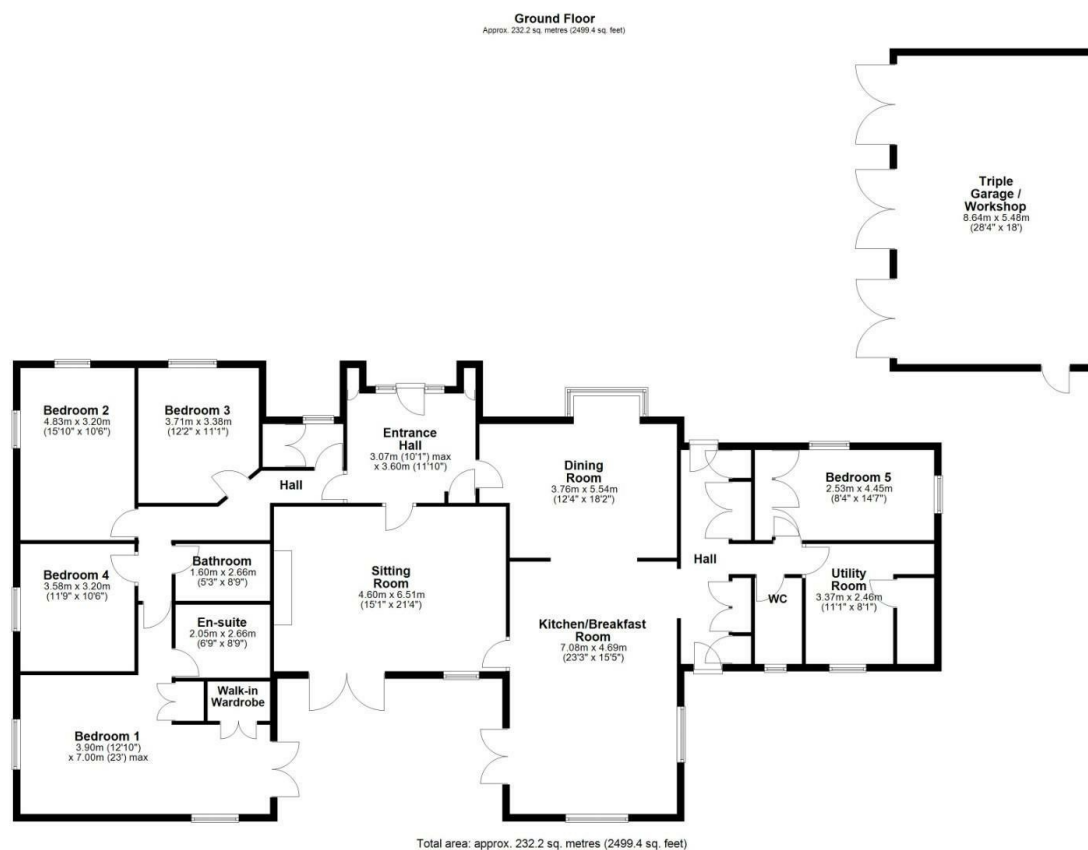 Ground Floor
Approx. 232.2 sq. metres (2499.4 sq. feet)
Triple
Garage /
Workshop
8.64m x 5.48m
(28'4" x 18')
Bedroom 2
4.83m x 3.20m
(15'10" x 10'6")
Bedroom 3
3.71m x 3.38m
(12'2" x 11'1")
Entrance
Hall
3.07m (10'1") max
x 3.60m (11'10")
Hall
Dining
Room
3.76m x 5.54m
(12'4" x 18'2")
Bedroom 5
2.53m x 4.45m
(8'4" x 14'7")
Hall
Bedroom 4
3.58m x 3.20m
(11'9" x 10'6")
Bathroom
1.60m x 2.66m
(5'3" x 8'9")
Sitting
Room
4.60m x 6.51m
(15'1" x 21'4")
Utility
Room
3.37m x 2.46m
(11'1" x 8'1")
WC
En-suite
2.05m x 2.66m
(6'9" x 8'9")
Kitchen/Breakfast
Room
7.08m x 4.69m
(23'3" x 15'5")
Walk-in
Wardrobe
Bedroom 1
3.90m (12'10")
x 7.00m (23') max
Total area: approx. 232.2 sq. metres (2499.4 sq. feet)